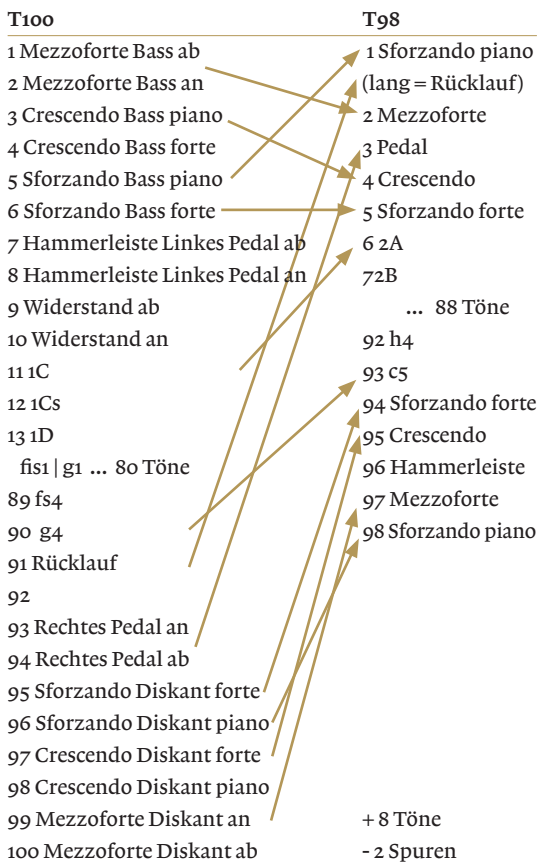 T100 T98
1 Mezzoforte Bass ab 1 Sforzando piano
2 Mezzoforte Bass an (lang = Rücklauf)
3 Crescendo Bass piano 2 Mezzoforte
4 Crescendo Bass forte 3 Pedal
5 Sforzando Bass piano 4 Crescendo
6 Sforzando Bass forte 5 Sforzando forte
7 Hammerleiste Linkes Pedal ab 6 2A
8 Hammerleiste Linkes Pedal an 72B
9 Widerstand ab ... 88 Töne
10 Widerstand an 92 h4
11 1C 93 c5
12 1Cs 94 Sforzando forte
13 1D 95 Crescendo
fis1 | g1 ... 80 Töne 96 Hammerleiste
89 fs4 97 Mezzoforte
90 g4 98 Sforzando piano
91 Rücklauf
92
93 Rechtes Pedal an
94 Rechtes Pedal ab
95 Sforzando Diskant forte
96 Sforzando Diskant piano
97 Crescendo Diskant forte
98 Crescendo Diskant piano
99 Mezzoforte Diskant an + 8 Töne
100 Mezzoforte Diskant ab - 2 Spuren